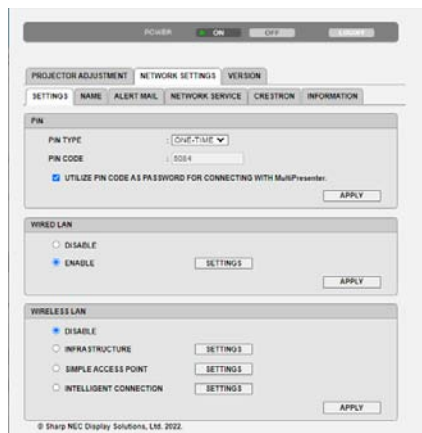 POWER ON OFF LOGOFF
PROJECTOR ADJUSTMENT NETWORK SETTINGS VERSION
SETTINGS NAME ALERT MAIL NETWORK SERVICE CRESTRON INFORMATION
PIN
PIN TYPE : ONE-TIME
PIN CODE : 5084
UTILIZE PIN CODE AS PASSWORD FOR CONNECTING WITH MultiPresenter.
APPLY
WIRED LAN
DISABLE
ENABLE SETTINGS
APPLY
WIRELESS LAN
DISABLE
INFRASTRUCTURE SETTINGS
SIMPLE ACCESS POINT SETTINGS
INTELLIGENT CONNECTION SETTINGS
APPLY
© Sharp NEC Display Solutions, Ltd. 2022.